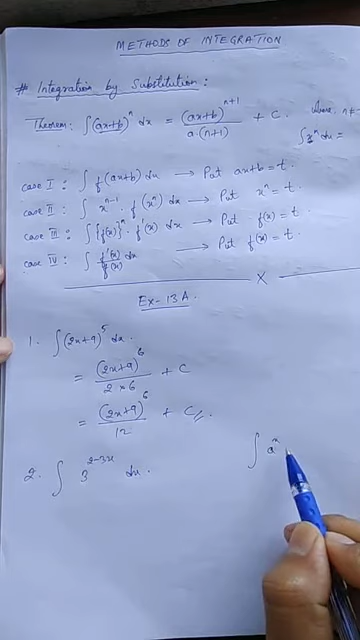 METHODS OF INTEGRATION
# Integration by Substitution:
Theorem: ∫(ax+b)^n dx = (ax+b)^(n+1) / a.(n+1) + C where, n≠
∫x^n dx =
case I : ∫ f(ax+b) dx → Put ax+b=t.
case II : ∫ x^(n-1). f(x^n) dx → Put x^n = t.
case III : ∫ {f(x)}^n. f'(x) dx → Put f(x) = t
case IV : ∫ f'(x)/f(x) dx → Put f(x) = t
X
Ex-13A.
1. ∫(2x+9)^5 dx.
= (2x+9)^6 / 2×6 + C
= (2x+9)^6 / 12 + C//.
∫ a^x
2. ∫ 3^(2-3x) dx.